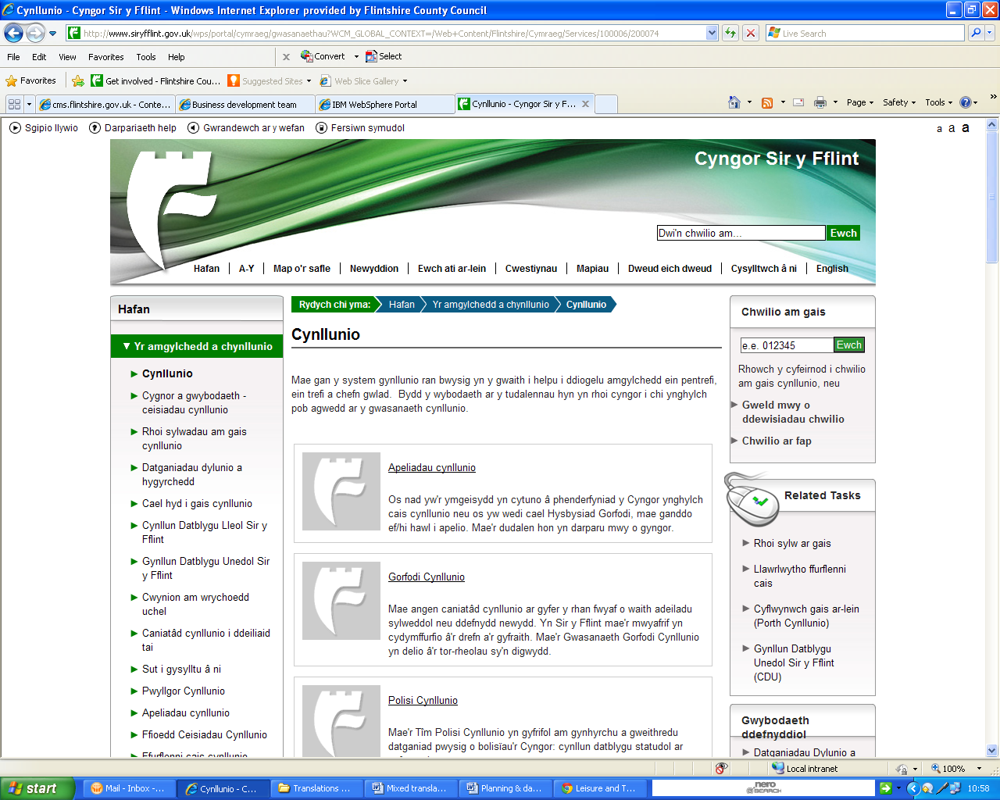 Cynllunio - Cyngor Sir y Fflint - Windows Internet Explorer provided by Flintshire County Council
http://www.siryfflint.gov.uk/wps/portal/cymraeg/gwasanaethau?WCM_GLOBAL_CONTEXT=/Web+Content/Flintshire/Cymraeg/Services/100006/200074
Live Search
File Edit View Favorites Tools Help
x Convert Select
Favorites Get involved - Flintshire Cou... Suggested Sites Web Slice Gallery
cms.flintshire.gov.uk - Conte... Business development team IBM WebSphere Portal Cynllunio - Cyngor Sir y F... X
Page Safety Tools
Sgipio llywio Darpariaeth help Gwrandewch ar y wefan Fersiwn symudol
a a a
Cyngor Sir y Fflint
Dwi'n chwilio am... Ewch
Hafan A-Y Map o'r safle Newyddion Ewch ati ar-lein Cwestiynau Mapiau Dweud eich dweud Cysylltwch â ni English
Hafan
Yr amgylchedd a chynllunio
Cynllunio
Cygnor a gwybodaeth -
ceisiadau cynllunio
Rhoi sylwadau am gais
cynllunio
Datganiadau dylunio a
hygyrchedd
Cael hyd i gais cynllunio
Cynllun Datblygu Lleol Sir y
Fflint
Gynllun Datblygu Unedol Sir
y Fflint
Cwynion am wrychoedd
uchel
Caniatâd cynllunio i ddeiliaid
tai
Sut i gysylltu â ni
Pwyllgor Cynllunio
Apeliadau cynllunio
Ffioedd Ceisiadau Cynllunio
Ffurflenni cais cynllunio
Rydych chi yma: Hafan Yr amgylchedd a chynllunio Cynllunio
Cynllunio
Mae gan y system gynllunio ran bwysig yn y gwaith i helpu i ddiogelu amgylchedd ein pentrefi,
ein trefi a chefn gwlad. Bydd y wybodaeth ar y tudalennau hyn yn rhoi cyngor i chi ynghylch
pob agwedd ar y gwasanaeth cynllunio.
Apeliadau cynllunio
Os nad yw'r ymgeisydd yn cytuno â phenderfyniad y Cyngor ynghylch
cais cynllunio neu os yw wedi cael Hysbysiad Gorfodi, mae ganddo
ef/hi hawl i apelio. Mae'r dudalen hon yn darparu mwy o gyngor.
Gorfodi Cynllunio
Mae angen caniatâd cynllunio ar gyfer y rhan fwyaf o waith adeiladu
sylweddol neu ddefnydd newydd. Yn Sir y Fflint mae'r mwyafrif yn
cydymffurfio â'r drefn a'r gyfraith. Mae'r Gwasanaeth Gorfodi Cynllunio
yn delio â'r tor-rheolau sy'n digwydd.
Polisi Cynllunio
Mae'r Tîm Polisi Cynllunio yn gyfrifol am gynhyrchu a gweithredu
datganiad pwysig o bolisïau'r Cyngor: cynllun datblygu statudol ar
Chwilio am gais
e.e. 012345 Ewch
Rhowch y cyfeirnod i chwilio
am gais cynllunio, neu
Gweld mwy o
ddewisiadau chwilio
Chwilio ar fap
Related Tasks
Rhoi sylw ar gais
Llawrlwytho ffurflenni
cais
Cyflwynwch gais ar-lein
(Porth Cynllunio)
Gynllun Datblygu
Unedol Sir y Fflint
(CDU)
Gwybodaeth
ddefnyddiol
Datganiadau Dylunio a
Local intranet 100%
start Mail - Inbox -... Cynllunio - C... Translations ... Mixed transla... Planning & da... Leisure and T... nero SEARCH 10:58